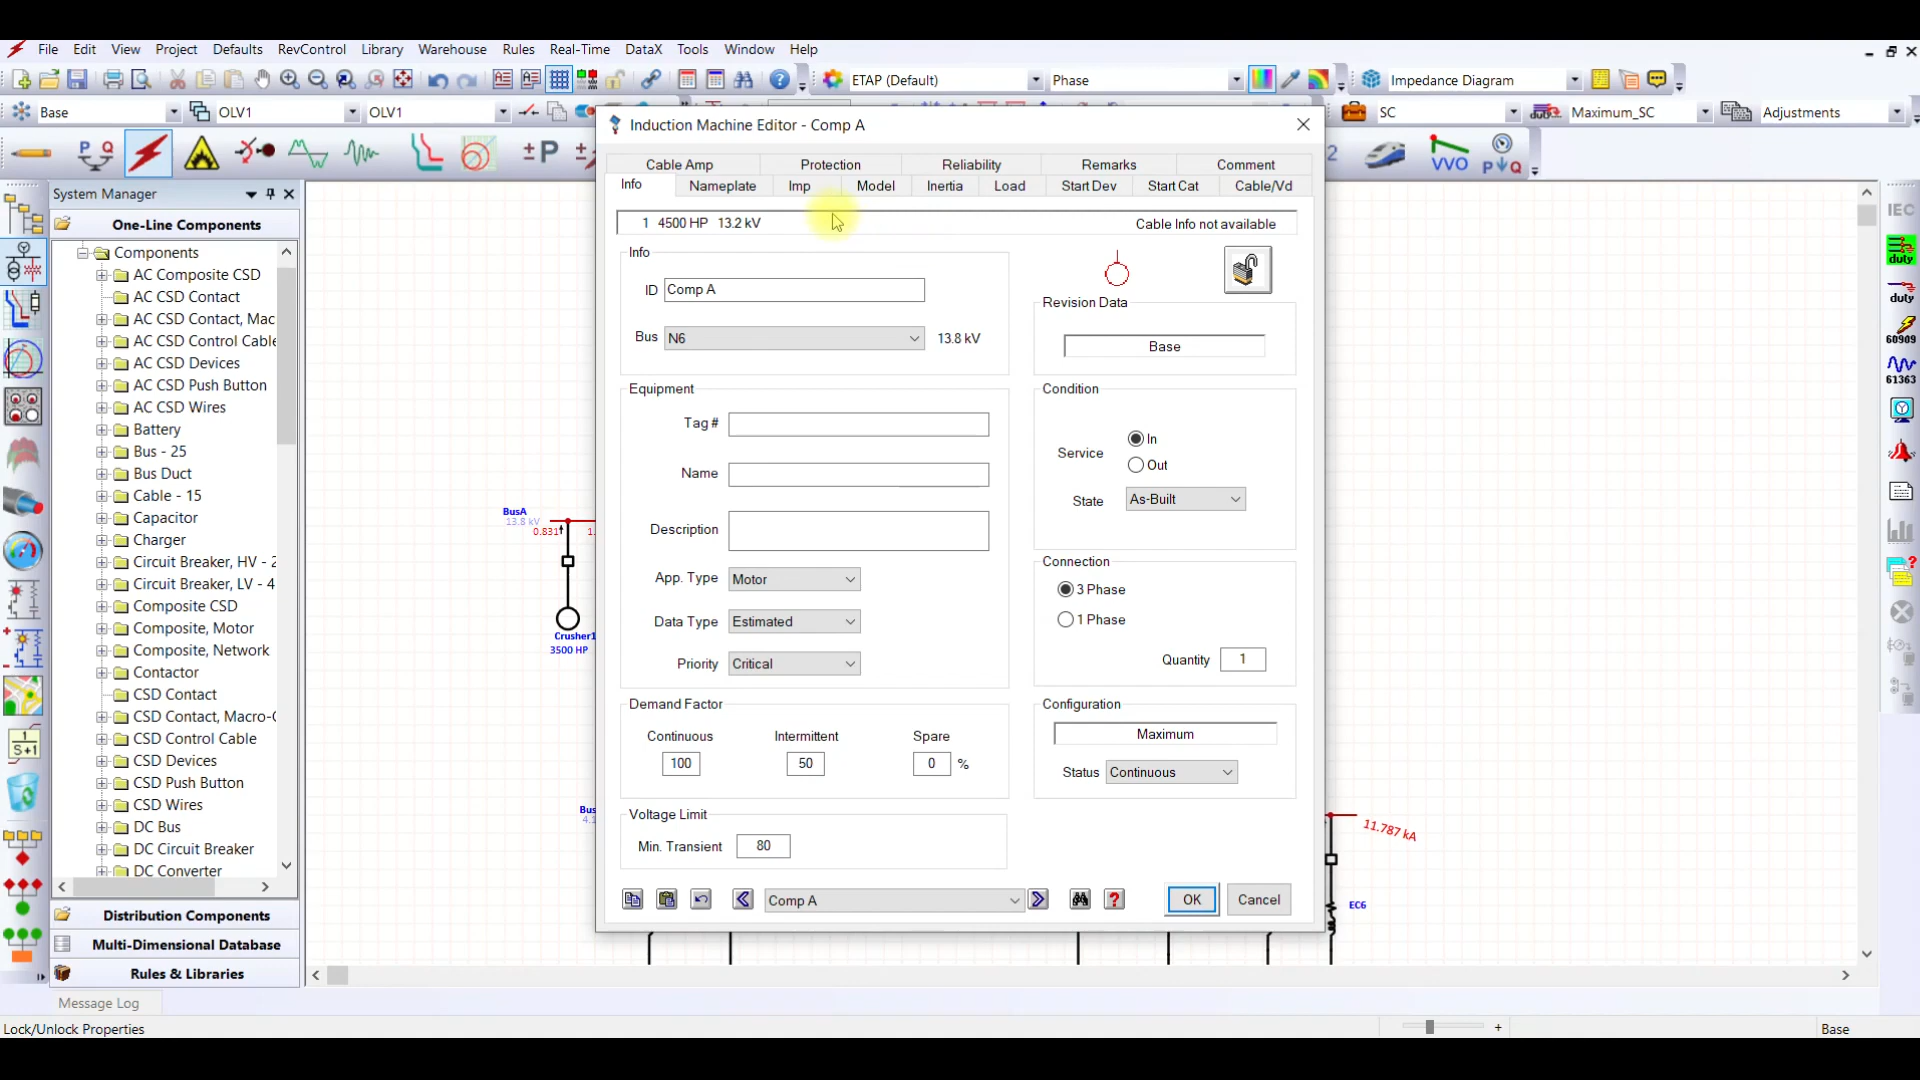 File Edit View Project Defaults RevControl Library Warehouse Rules Real-Time DataX Tools Window Help
ETAP (Default) Phase Impedance Diagram
Base OLV1 OLV1 SC Maximum_SC Adjustments
System Manager
One-Line Components
Components
AC Composite CSD
AC CSD Contact
AC CSD Contact, Mac
AC CSD Control Cable
AC CSD Devices
AC CSD Push Button
AC CSD Wires
Battery
Bus - 25
Bus Duct
Cable - 15
Capacitor
Charger
Circuit Breaker, HV - 2
Circuit Breaker, LV - 4
Composite CSD
Composite, Motor
Composite, Network
Contactor
CSD Contact
CSD Contact, Macro-C
CSD Control Cable
CSD Devices
CSD Push Button
CSD Wires
DC Bus
DC Circuit Breaker
DC Converter
Distribution Components
Multi-Dimensional Database
Rules & Libraries
Message Log
Lock/Unlock Properties
Base
BusA
13.8 kV
0.831
1.
Crusher1
3500 HP
Bus
4.1
Induction Machine Editor - Comp A
Cable Amp Protection Reliability Remarks Comment
Info Nameplate Imp Model Inertia Load Start Dev Start Cat Cable/Vd
1 4500 HP 13.2 kV Cable Info not available
Info
ID Comp A
Bus N6 13.8 kV
Equipment
Tag #
Name
Description
App. Type Motor
Data Type Estimated
Priority Critical
Demand Factor
Continuous Intermittent Spare
100 50 0 %
Voltage Limit
Min. Transient 80
Revision Data
Base
Condition
Service In
Out
State As-Built
Connection
3 Phase
1 Phase
Quantity 1
Configuration
Maximum
Status Continuous
Comp A OK Cancel
11.787 kA
EC6
P Q
±P
2
VVO
P Q
IEC
duty
duty
60909
61363
1
S+1